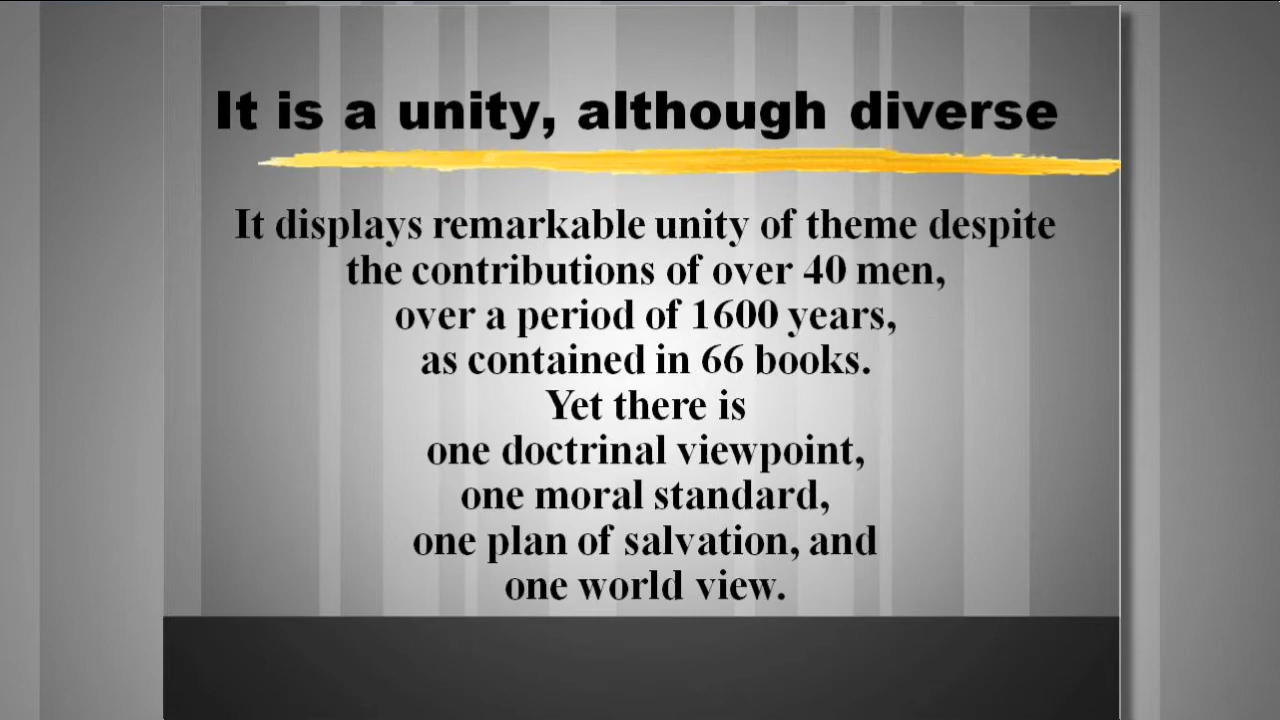 It is a unity, although diverse
It displays remarkable unity of theme despite
the contributions of over 40 men,
over a period of 1600 years,
as contained in 66 books.
Yet there is
one doctrinal viewpoint,
one moral standard,
one plan of salvation, and
one world view.